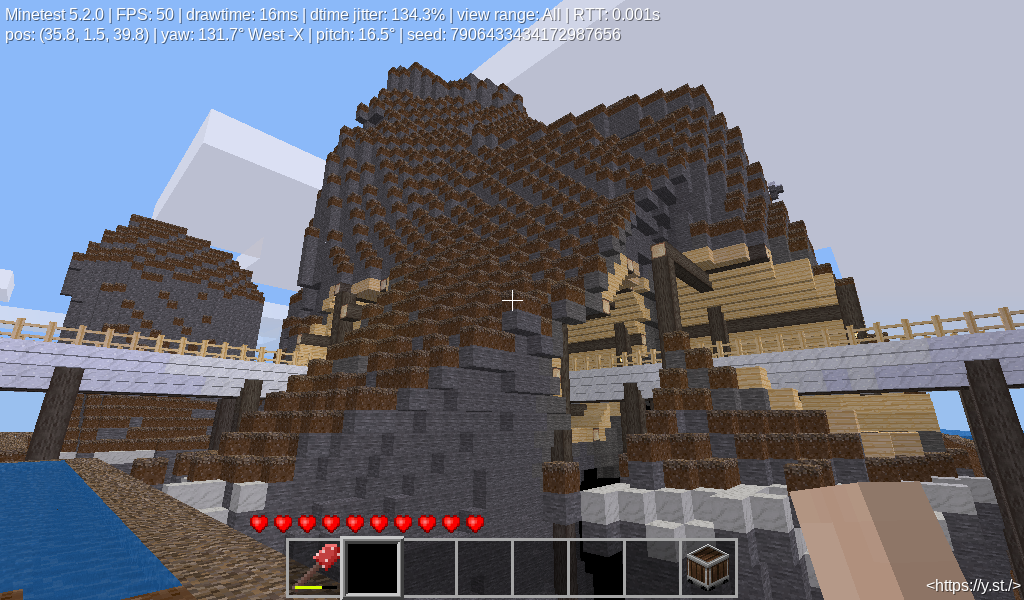 Minetest 5.2.0 | FPS: 50 | drawtime: 16ms | dtime jitter: 134.3% | view range: All | RTT: 0.001s
pos: (35.8, 1.5, 39.8) | yaw: 131.7° West -X | pitch: 16.5° | seed: 7906433434172987656
<https://y.st./>